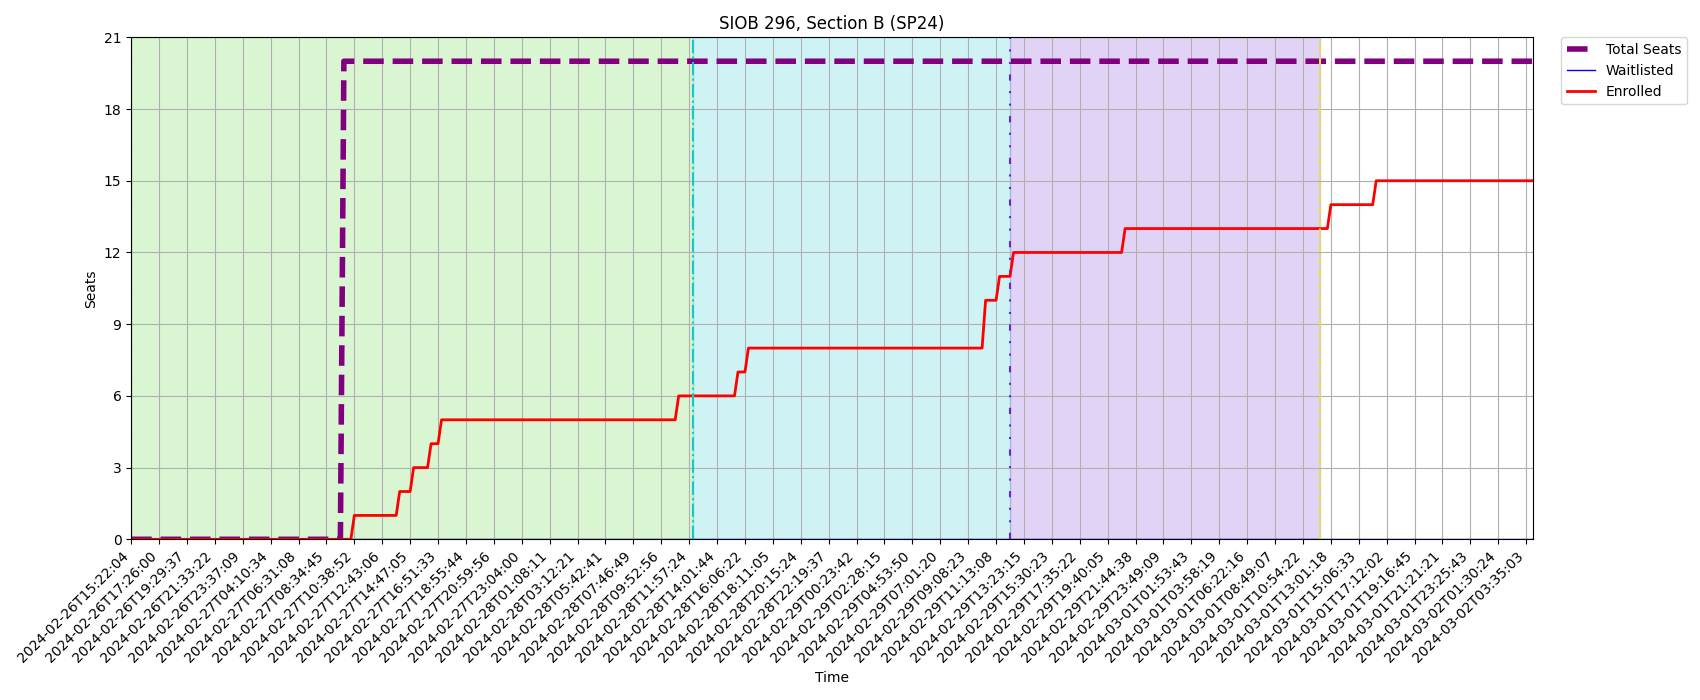 SIOB 296, Section B (SP24)
Total Seats
Waitlisted
Enrolled
Seats
21
18
15
12
9
6
3
0
2024-02-26T15:22:04
2024-02-26T17:26:00
2024-02-26T19:29:37
2024-02-26T21:33:22
2024-02-26T23:37:09
2024-02-27T04:10:34
2024-02-27T06:31:08
2024-02-27T08:34:45
2024-02-27T10:38:52
2024-02-27T12:43:06
2024-02-27T14:47:05
2024-02-27T16:51:33
2024-02-27T18:55:44
2024-02-27T20:59:56
2024-02-27T23:04:00
2024-02-28T01:08:11
2024-02-28T03:12:21
2024-02-28T05:42:41
2024-02-28T07:46:49
2024-02-28T09:52:56
2024-02-28T11:57:24
2024-02-28T14:01:44
2024-02-28T16:06:22
2024-02-28T18:11:05
2024-02-28T20:15:24
2024-02-28T22:19:37
2024-02-29T00:23:42
2024-02-29T02:28:15
2024-02-29T04:53:50
2024-02-29T07:01:20
2024-02-29T09:08:23
2024-02-29T11:13:08
2024-02-29T13:23:15
2024-02-29T15:30:23
2024-02-29T17:35:22
2024-02-29T19:40:05
2024-02-29T21:44:38
2024-02-29T23:49:09
2024-03-01T01:53:43
2024-03-01T03:58:19
2024-03-01T06:22:16
2024-03-01T08:49:07
2024-03-01T10:54:22
2024-03-01T13:01:18
2024-03-01T15:06:33
2024-03-01T17:12:02
2024-03-01T19:16:45
2024-03-01T21:21:21
2024-03-01T23:25:43
2024-03-02T01:30:24
2024-03-02T03:35:03
Time